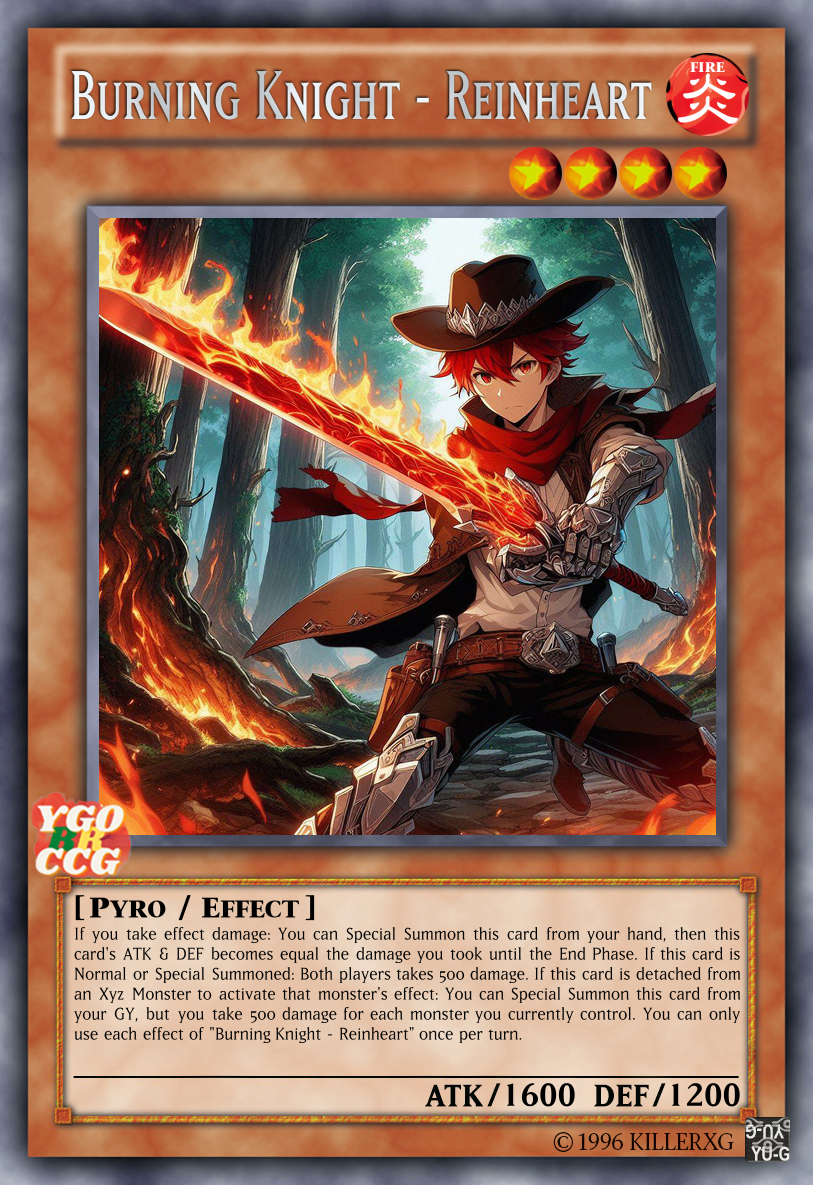 Burning Knight - Reinheart
FIRE
炎
YGO
BR
CCG
[ Pyro / Effect ]
If you take effect damage: You can Special Summon this card from your hand, then this
card's ATK & DEF becomes equal the damage you took until the End Phase. If this card is
Normal or Special Summoned: Both players takes 500 damage. If this card is detached from
an Xyz Monster to activate that monster's effect: You can Special Summon this card from
your GY, but you take 500 damage for each monster you currently control. You can only
use each effect of "Burning Knight - Reinheart" once per turn.
ATK/1600 DEF/1200
© 1996 KILLERXG
YU-G
YU-G